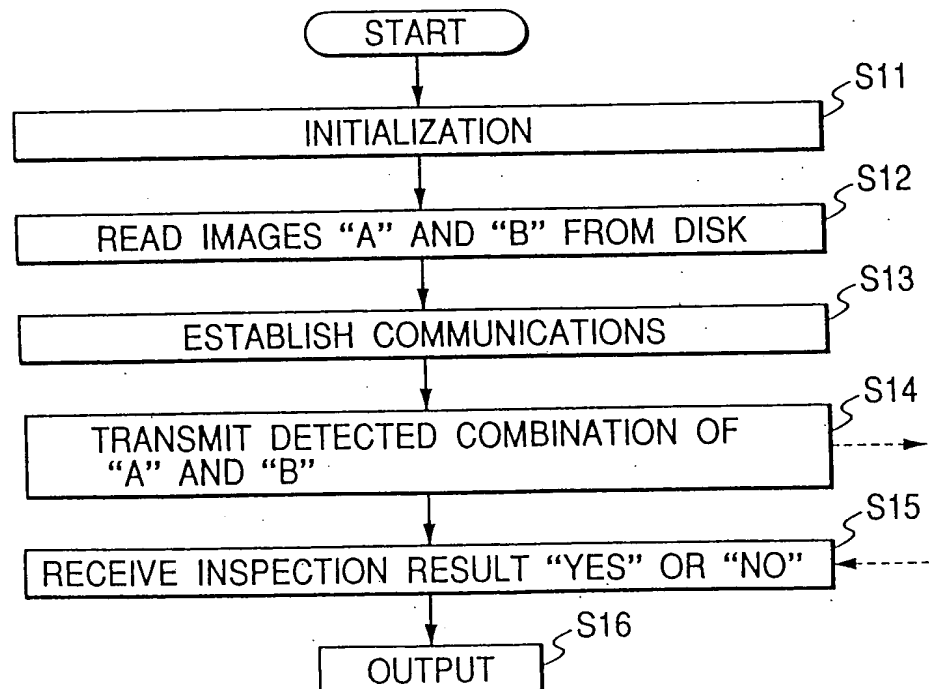 START
S11
INITIALIZATION
S12
READ IMAGES “A” AND “B” FROM DISK
S13
ESTABLISH COMMUNICATIONS
S14
TRANSMIT DETECTED COMBINATION OF
“A” AND “B”
S15
RECEIVE INSPECTION RESULT “YES” OR “NO”
S16
OUTPUT